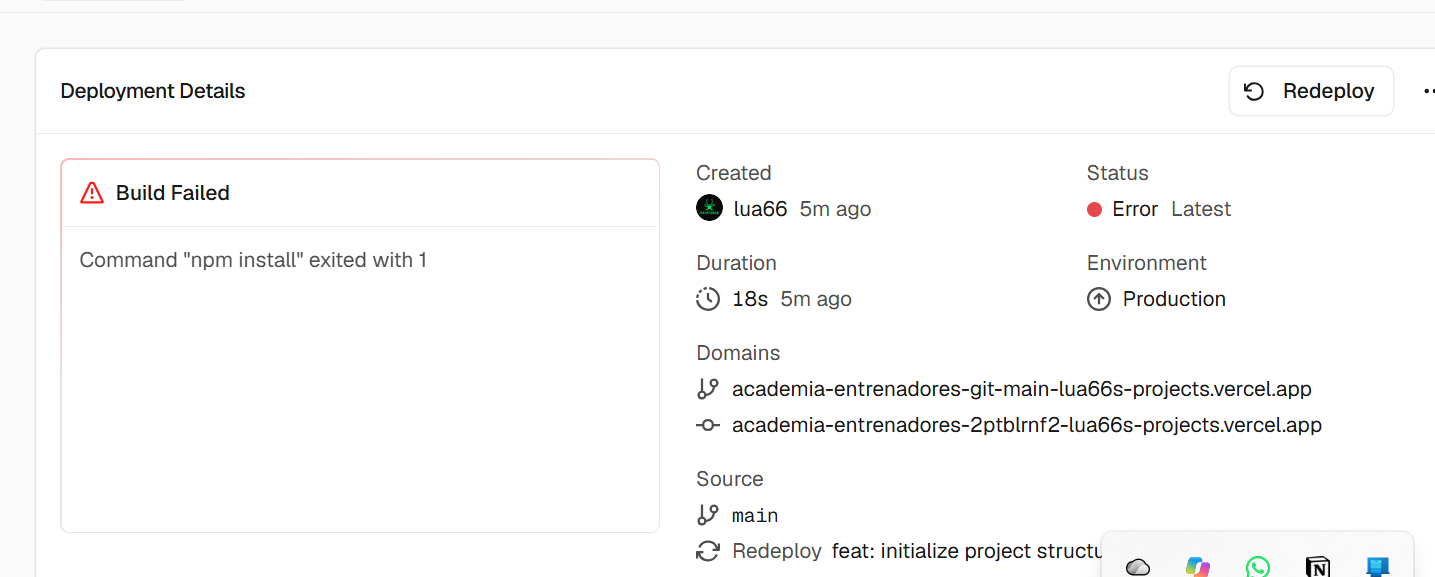 Deployment Details
Redeploy
Build Failed
Command "npm install" exited with 1
Created
lua66 5m ago
Status
Error Latest
Duration
18s 5m ago
Environment
Production
Domains
academia-entrenadores-git-main-lua66s-projects.vercel.app
academia-entrenadores-2ptblrnf2-lua66s-projects.vercel.app
Source
main
Redeploy feat: initialize project